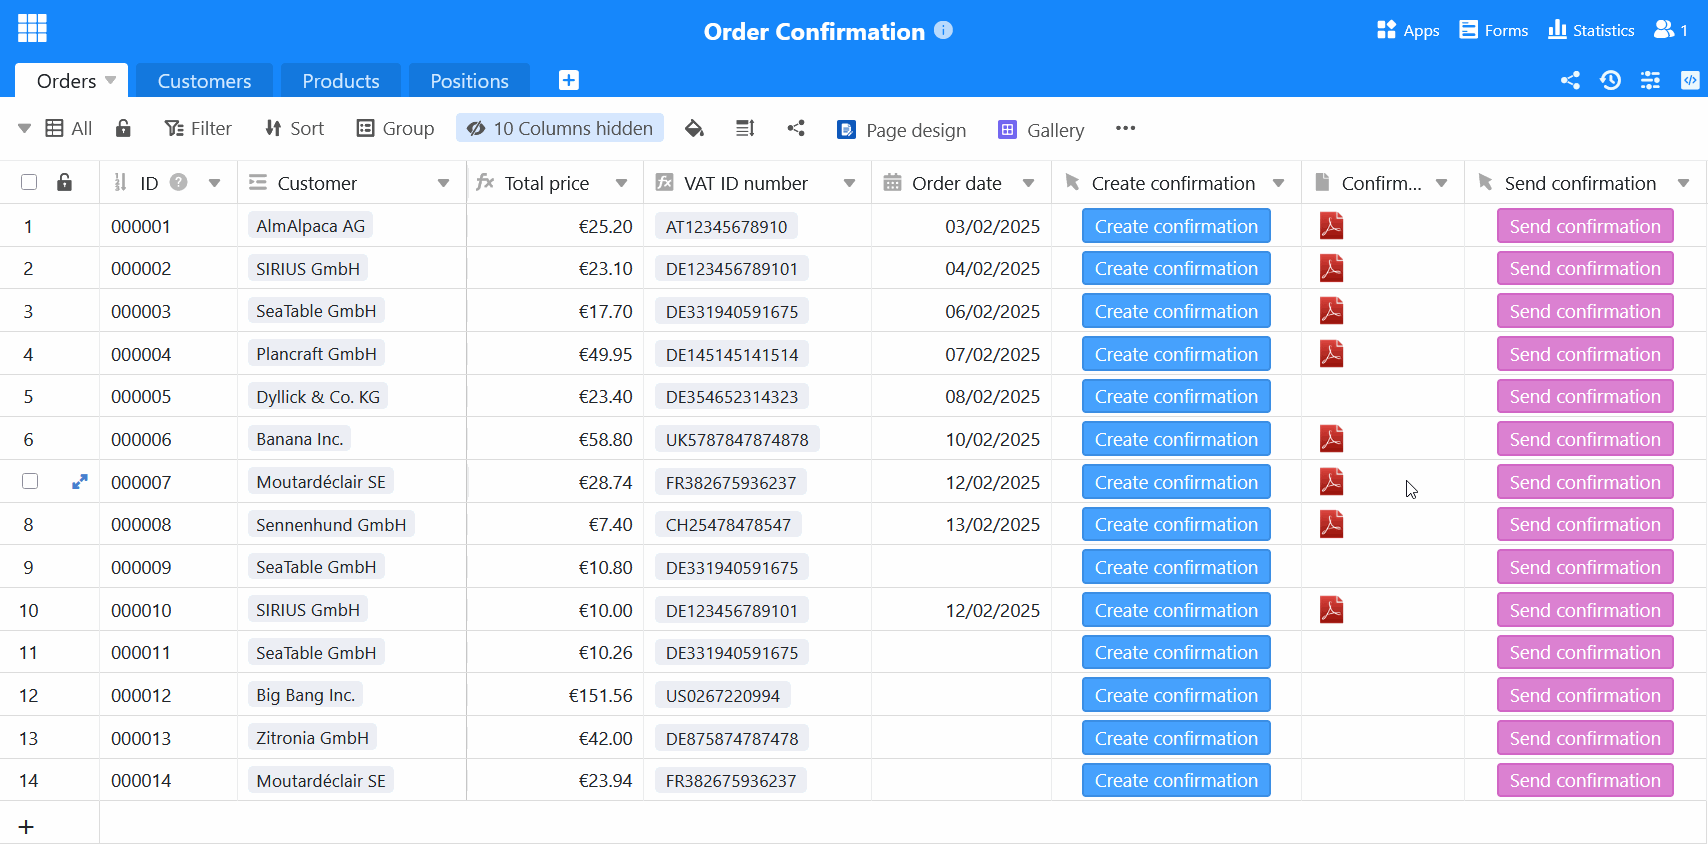 Order Confirmation
Apps Forms Statistics 1
Orders Customers Products Positions
All Filter Sort Group 10 Columns hidden Page design Gallery
ID Customer Total price VAT ID number Order date Create confirmation Confirm... Send confirmation
1 000001 AlmAlpaca AG €25.20 AT12345678910 03/02/2025 Create confirmation Send confirmation
2 000002 SIRIUS GmbH €23.10 DE123456789101 04/02/2025 Create confirmation Send confirmation
3 000003 SeaTable GmbH €17.70 DE331940591675 06/02/2025 Create confirmation Send confirmation
4 000004 Plancraft GmbH €49.95 DE145145141514 07/02/2025 Create confirmation Send confirmation
5 000005 Dyllick & Co. KG €23.40 DE354652314323 08/02/2025 Create confirmation Send confirmation
6 000006 Banana Inc. €58.80 UK5787847874878 10/02/2025 Create confirmation Send confirmation
000007 Moutardéclair SE €28.74 FR382675936237 12/02/2025 Create confirmation Send confirmation
8 000008 Sennenhund GmbH €7.40 CH25478478547 13/02/2025 Create confirmation Send confirmation
9 000009 SeaTable GmbH €10.80 DE331940591675 Create confirmation Send confirmation
10 000010 SIRIUS GmbH €10.00 DE123456789101 12/02/2025 Create confirmation Send confirmation
11 000011 SeaTable GmbH €10.26 DE331940591675 Create confirmation Send confirmation
12 000012 Big Bang Inc. €151.56 US0267220994 Create confirmation Send confirmation
13 000013 Zitronia GmbH €42.00 DE875874787478 Create confirmation Send confirmation
14 000014 Moutardéclair SE €23.94 FR382675936237 Create confirmation Send confirmation